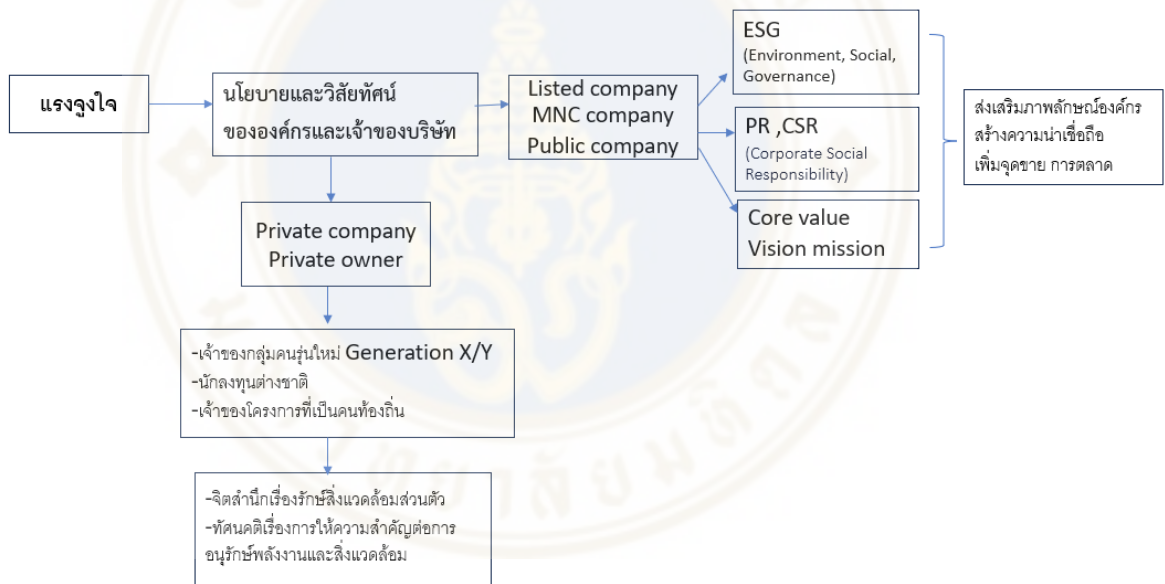 แรงจูงใจ
นโยบายและวิสัยทัศน์
ขององค์กรและเจ้าของบริษัท
Listed company
MNC company
Public company
ESG
(Environment, Social,
Governance)
PR ,CSR
(Corporate Social
Responsibility)
Core value
Vision mission
ส่งเสริมภาพลักษณ์องค์กร
สร้างความน่าเชื่อถือ
เพิ่มจุดขาย การตลาด
Private company
Private owner
-เจ้าของกลุ่มคนรุ่นใหม่ Generation X/Y
-นักลงทุนต่างชาติ
-เจ้าของโครงการที่เป็นคนท้องถิ่น
-จิตสำนึกเรื่องรักษ์สิ่งแวดล้อมส่วนตัว
-ทัศนคติเรื่องการให้ความสำคัญต่อการ
อนุรักษ์พลังงานและสิ่งแวดล้อม